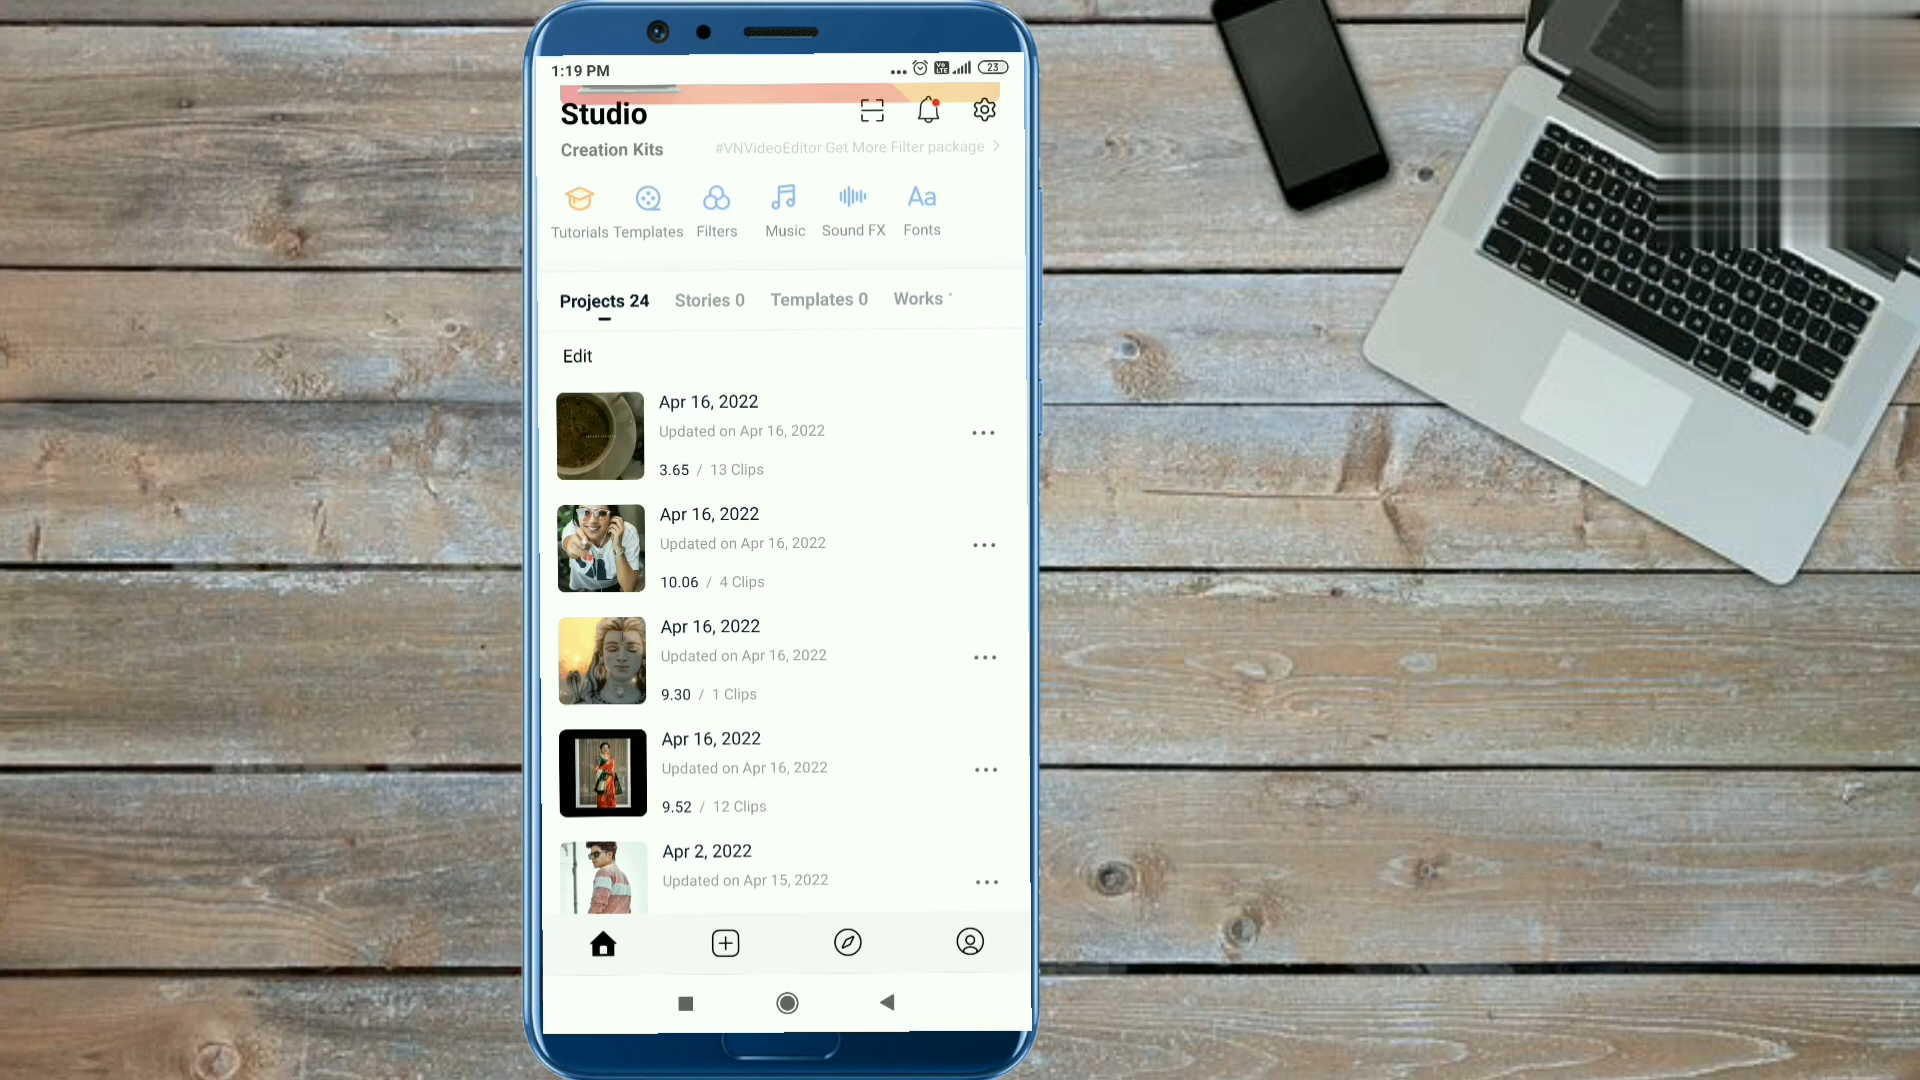 1:19 PM
VoLTE 23
Studio
Creation Kits #VNVideoEditor Get More Filter package
Aa
Tutorials Templates Filters Music Sound FX Fonts
Projects 24 Stories 0 Templates 0 Works
Edit
Apr 16, 2022
Updated on Apr 16, 2022
3.65 / 13 Clips
Apr 16, 2022
Updated on Apr 16, 2022
10.06 / 4 Clips
Apr 16, 2022
Updated on Apr 16, 2022
9.30 / 1 Clips
Apr 16, 2022
Updated on Apr 16, 2022
9.52 / 12 Clips
Apr 2, 2022
Updated on Apr 15, 2022